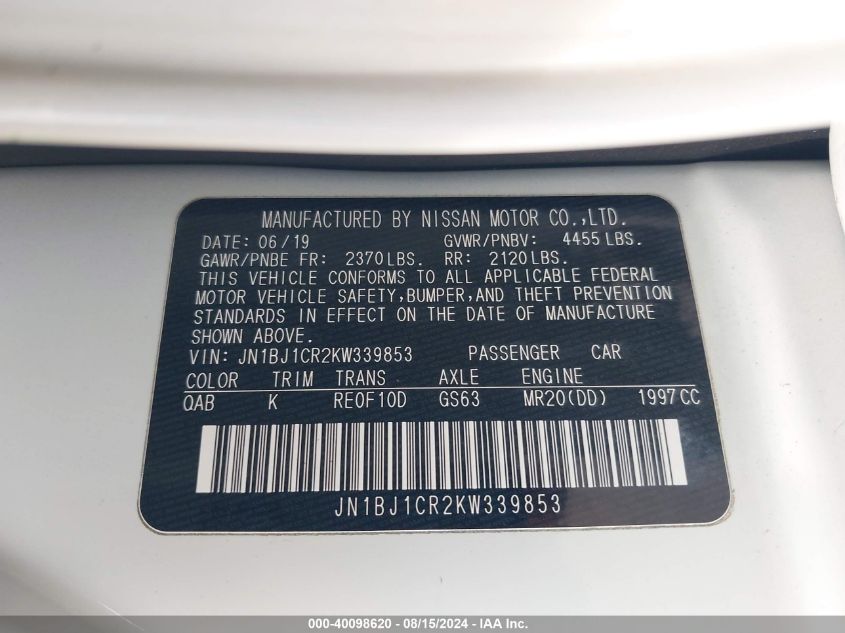 MANUFACTURED BY NISSAN MOTOR CO.,LTD.
DATE: 06/19 GVWR/PNBV: 4455 LBS.
GAWR/PNBE FR: 2370 LBS. RR: 2120 LBS.
THIS VEHICLE CONFORMS TO ALL APPLICABLE FEDERAL
MOTOR VEHICLE SAFETY,BUMPER,AND THEFT PREVENTION
STANDARDS IN EFFECT ON THE DATE OF MANUFACTURE
SHOWN ABOVE.
VIN: JN1BJ1CR2KW339853 PASSENGER CAR
COLOR TRIM TRANS AXLE ENGINE
QAB K RE0F10D GS63 MR20(DD) 1997 CC
JN1BJ1CR2KW339853
000-40098620 - 08/15/2024 - IAA Inc.